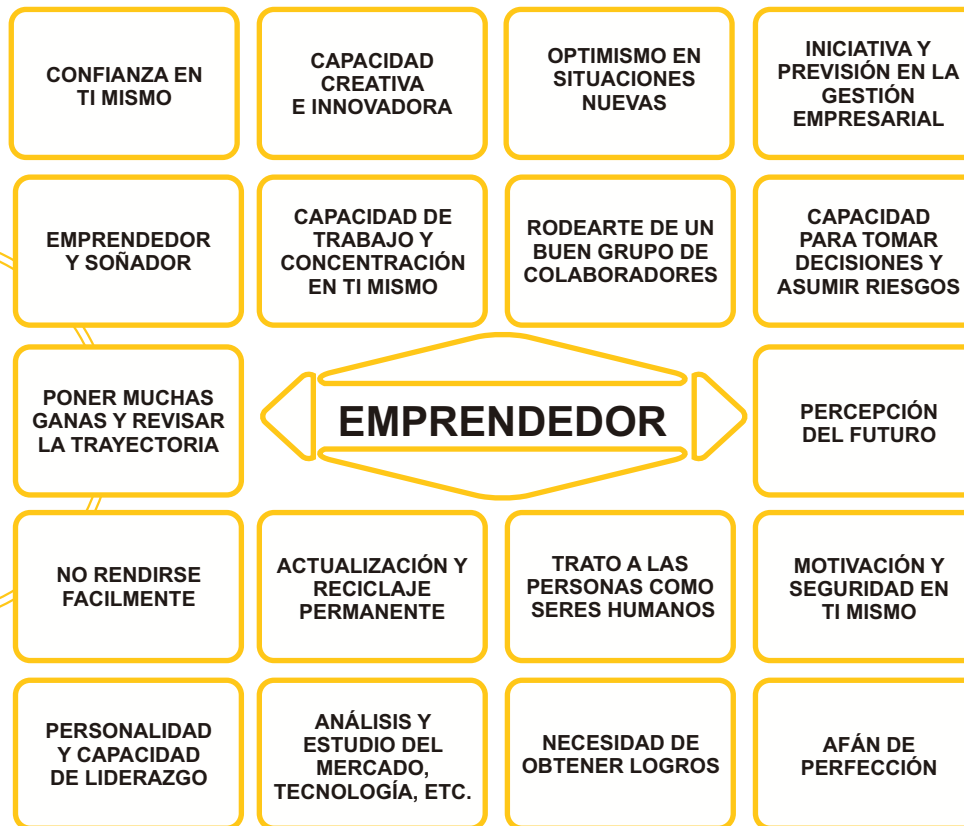 CONFIANZA EN
TI MISMO
CAPACIDAD
CREATIVA
E INNOVADORA
OPTIMISMO EN
SITUACIONES
NUEVAS
INICIATIVA Y
PREVISIÓN EN LA
GESTIÓN
EMPRESARIAL
EMPRENDEDOR
Y SOÑADOR
CAPACIDAD DE
TRABAJO Y
CONCENTRACIÓN
EN TI MISMO
RODEARTE DE UN
BUEN GRUPO DE
COLABORADORES
CAPACIDAD
PARA TOMAR
DECISIONES Y
ASUMIR RIESGOS
PONER MUCHAS
GANAS Y REVISAR
LA TRAYECTORIA
EMPRENDEDOR
PERCEPCIÓN
DEL FUTURO
NO RENDIRSE
FACILMENTE
ACTUALIZACIÓN Y
RECICLAJE
PERMANENTE
TRATO A LAS
PERSONAS COMO
SERES HUMANOS
MOTIVACIÓN Y
SEGURIDAD EN
TI MISMO
PERSONALIDAD
Y CAPACIDAD
DE LIDERAZGO
ANÁLISIS Y
ESTUDIO DEL
MERCADO,
TECNOLOGÍA, ETC.
NECESIDAD DE
OBTENER LOGROS
AFÁN DE
PERFECCIÓN